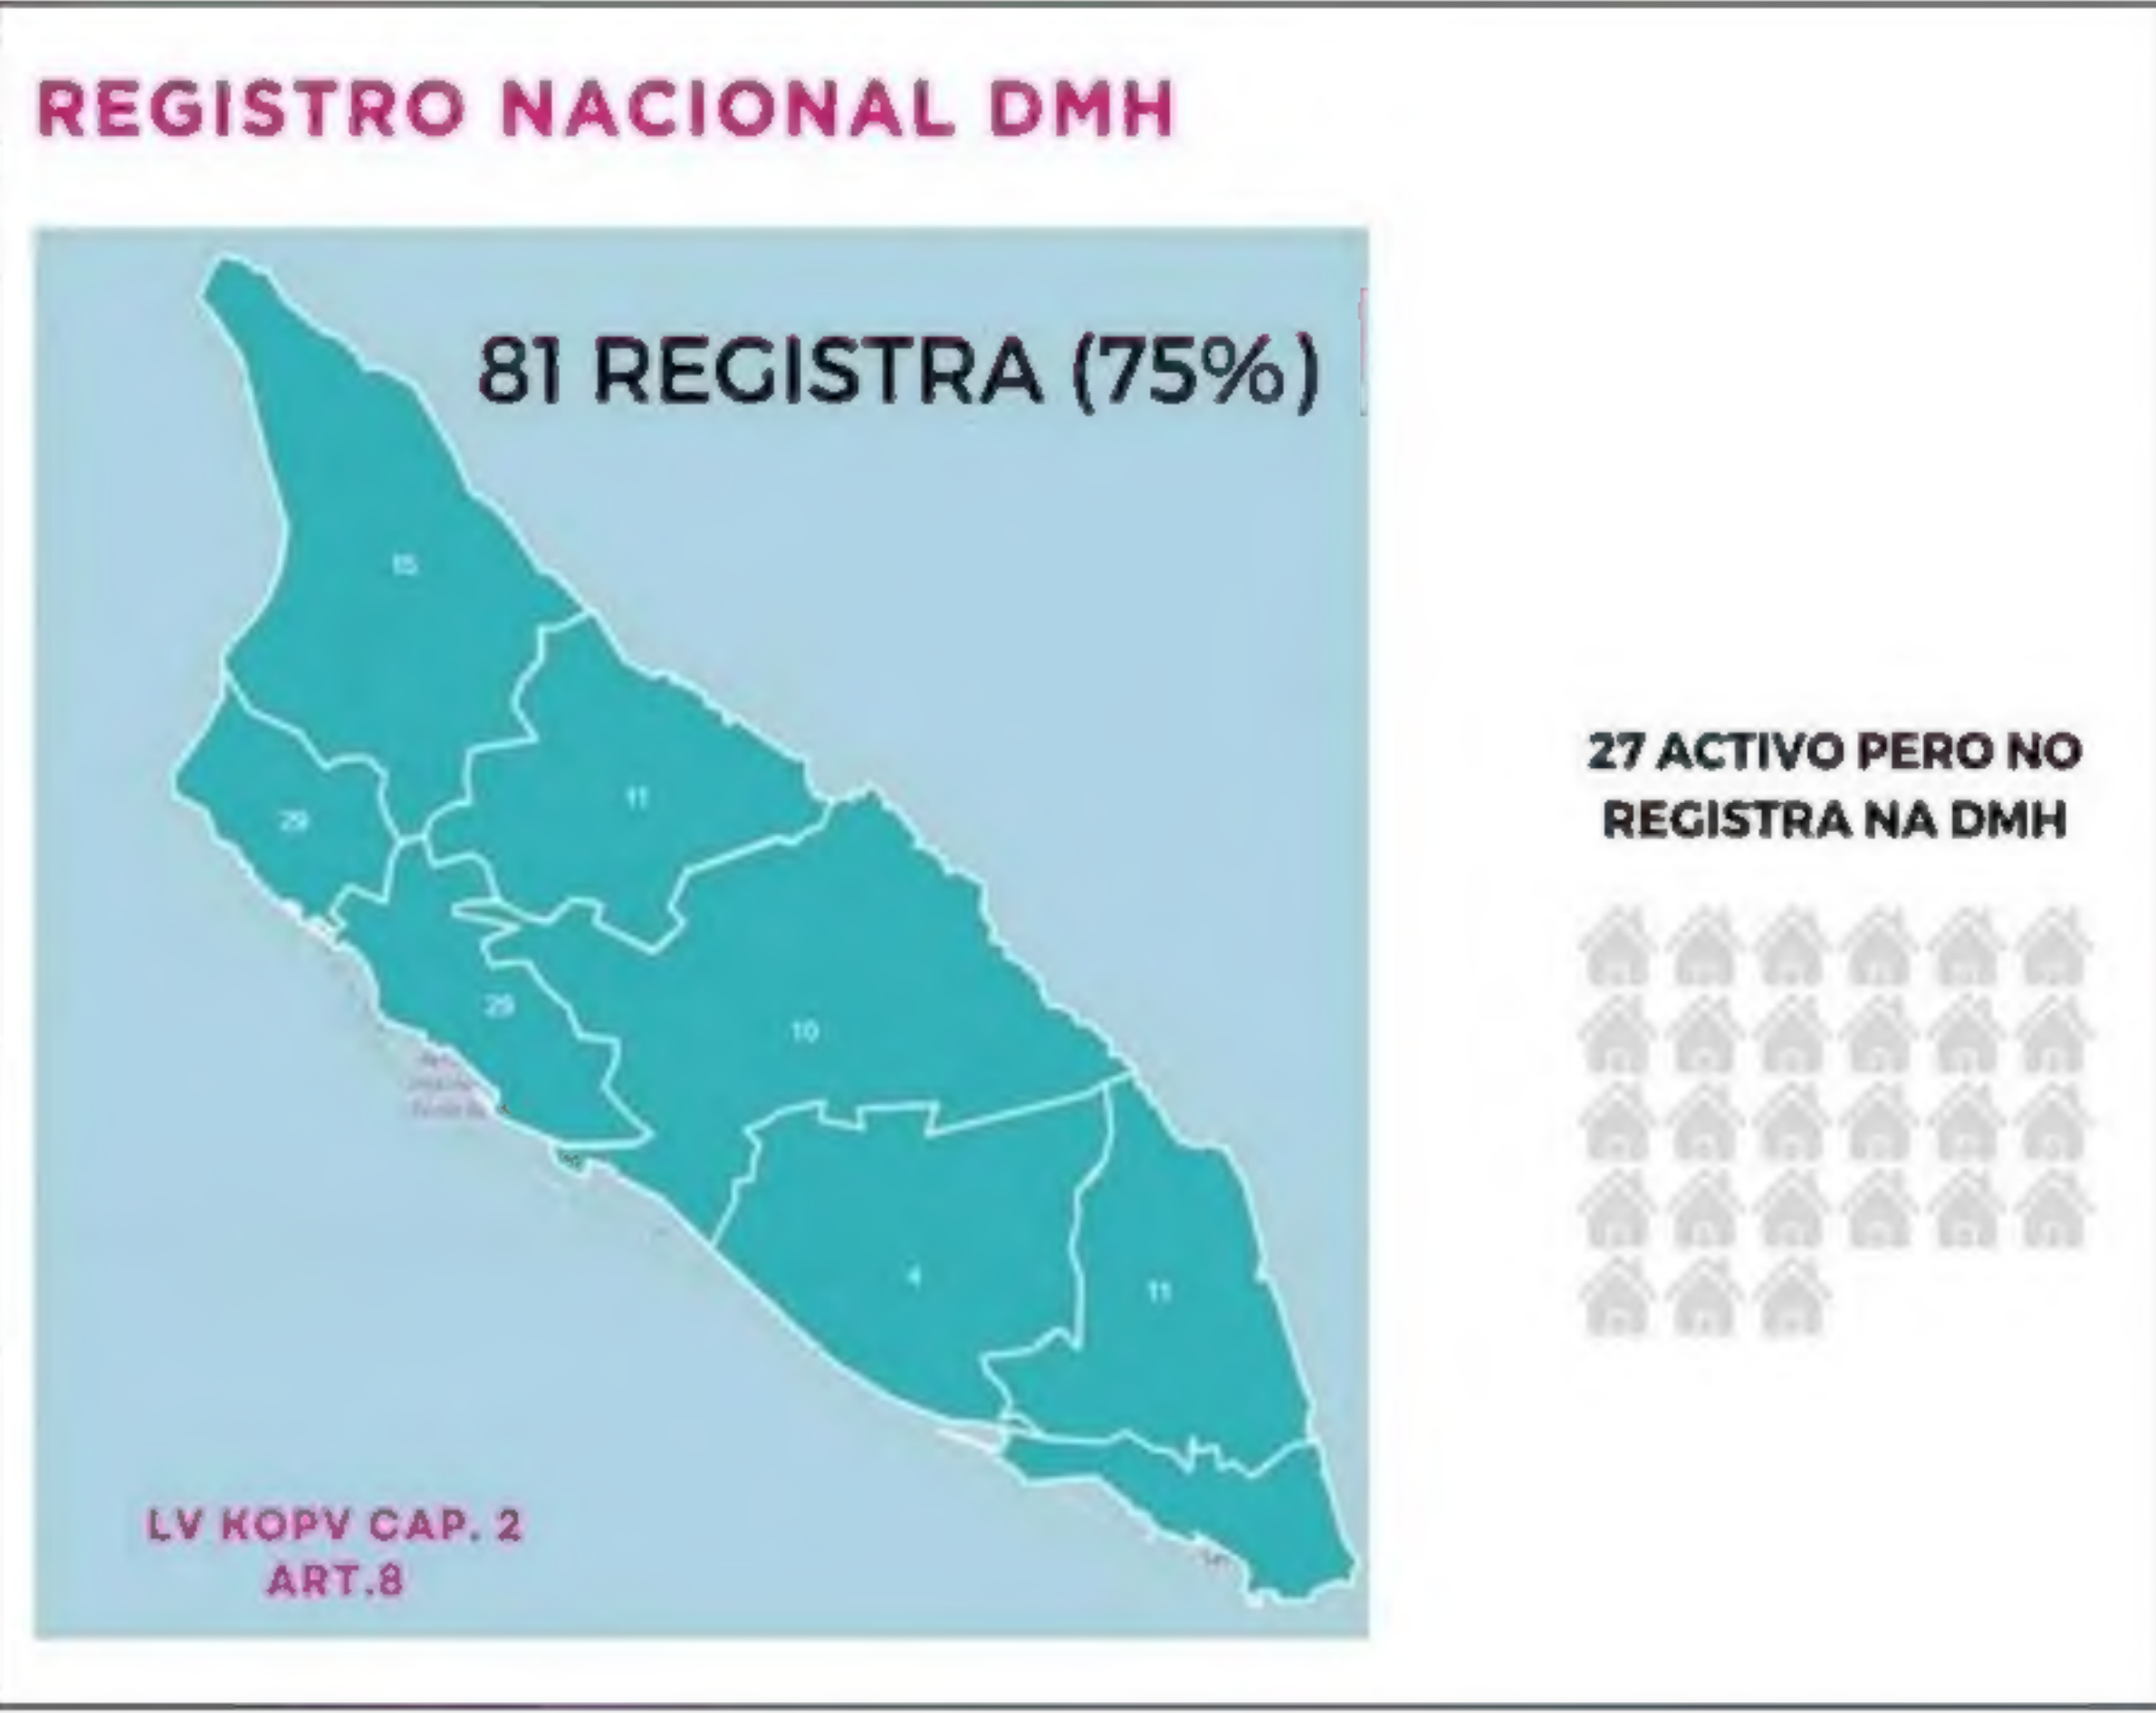 REGISTRO NACIONAL DMH
81 REGISTRA (75%)
15
11
29
29
10
4
11
27 ACTIVO PERO NO
REGISTRA NA DMH
LV KOPV CAP. 2
ART.8